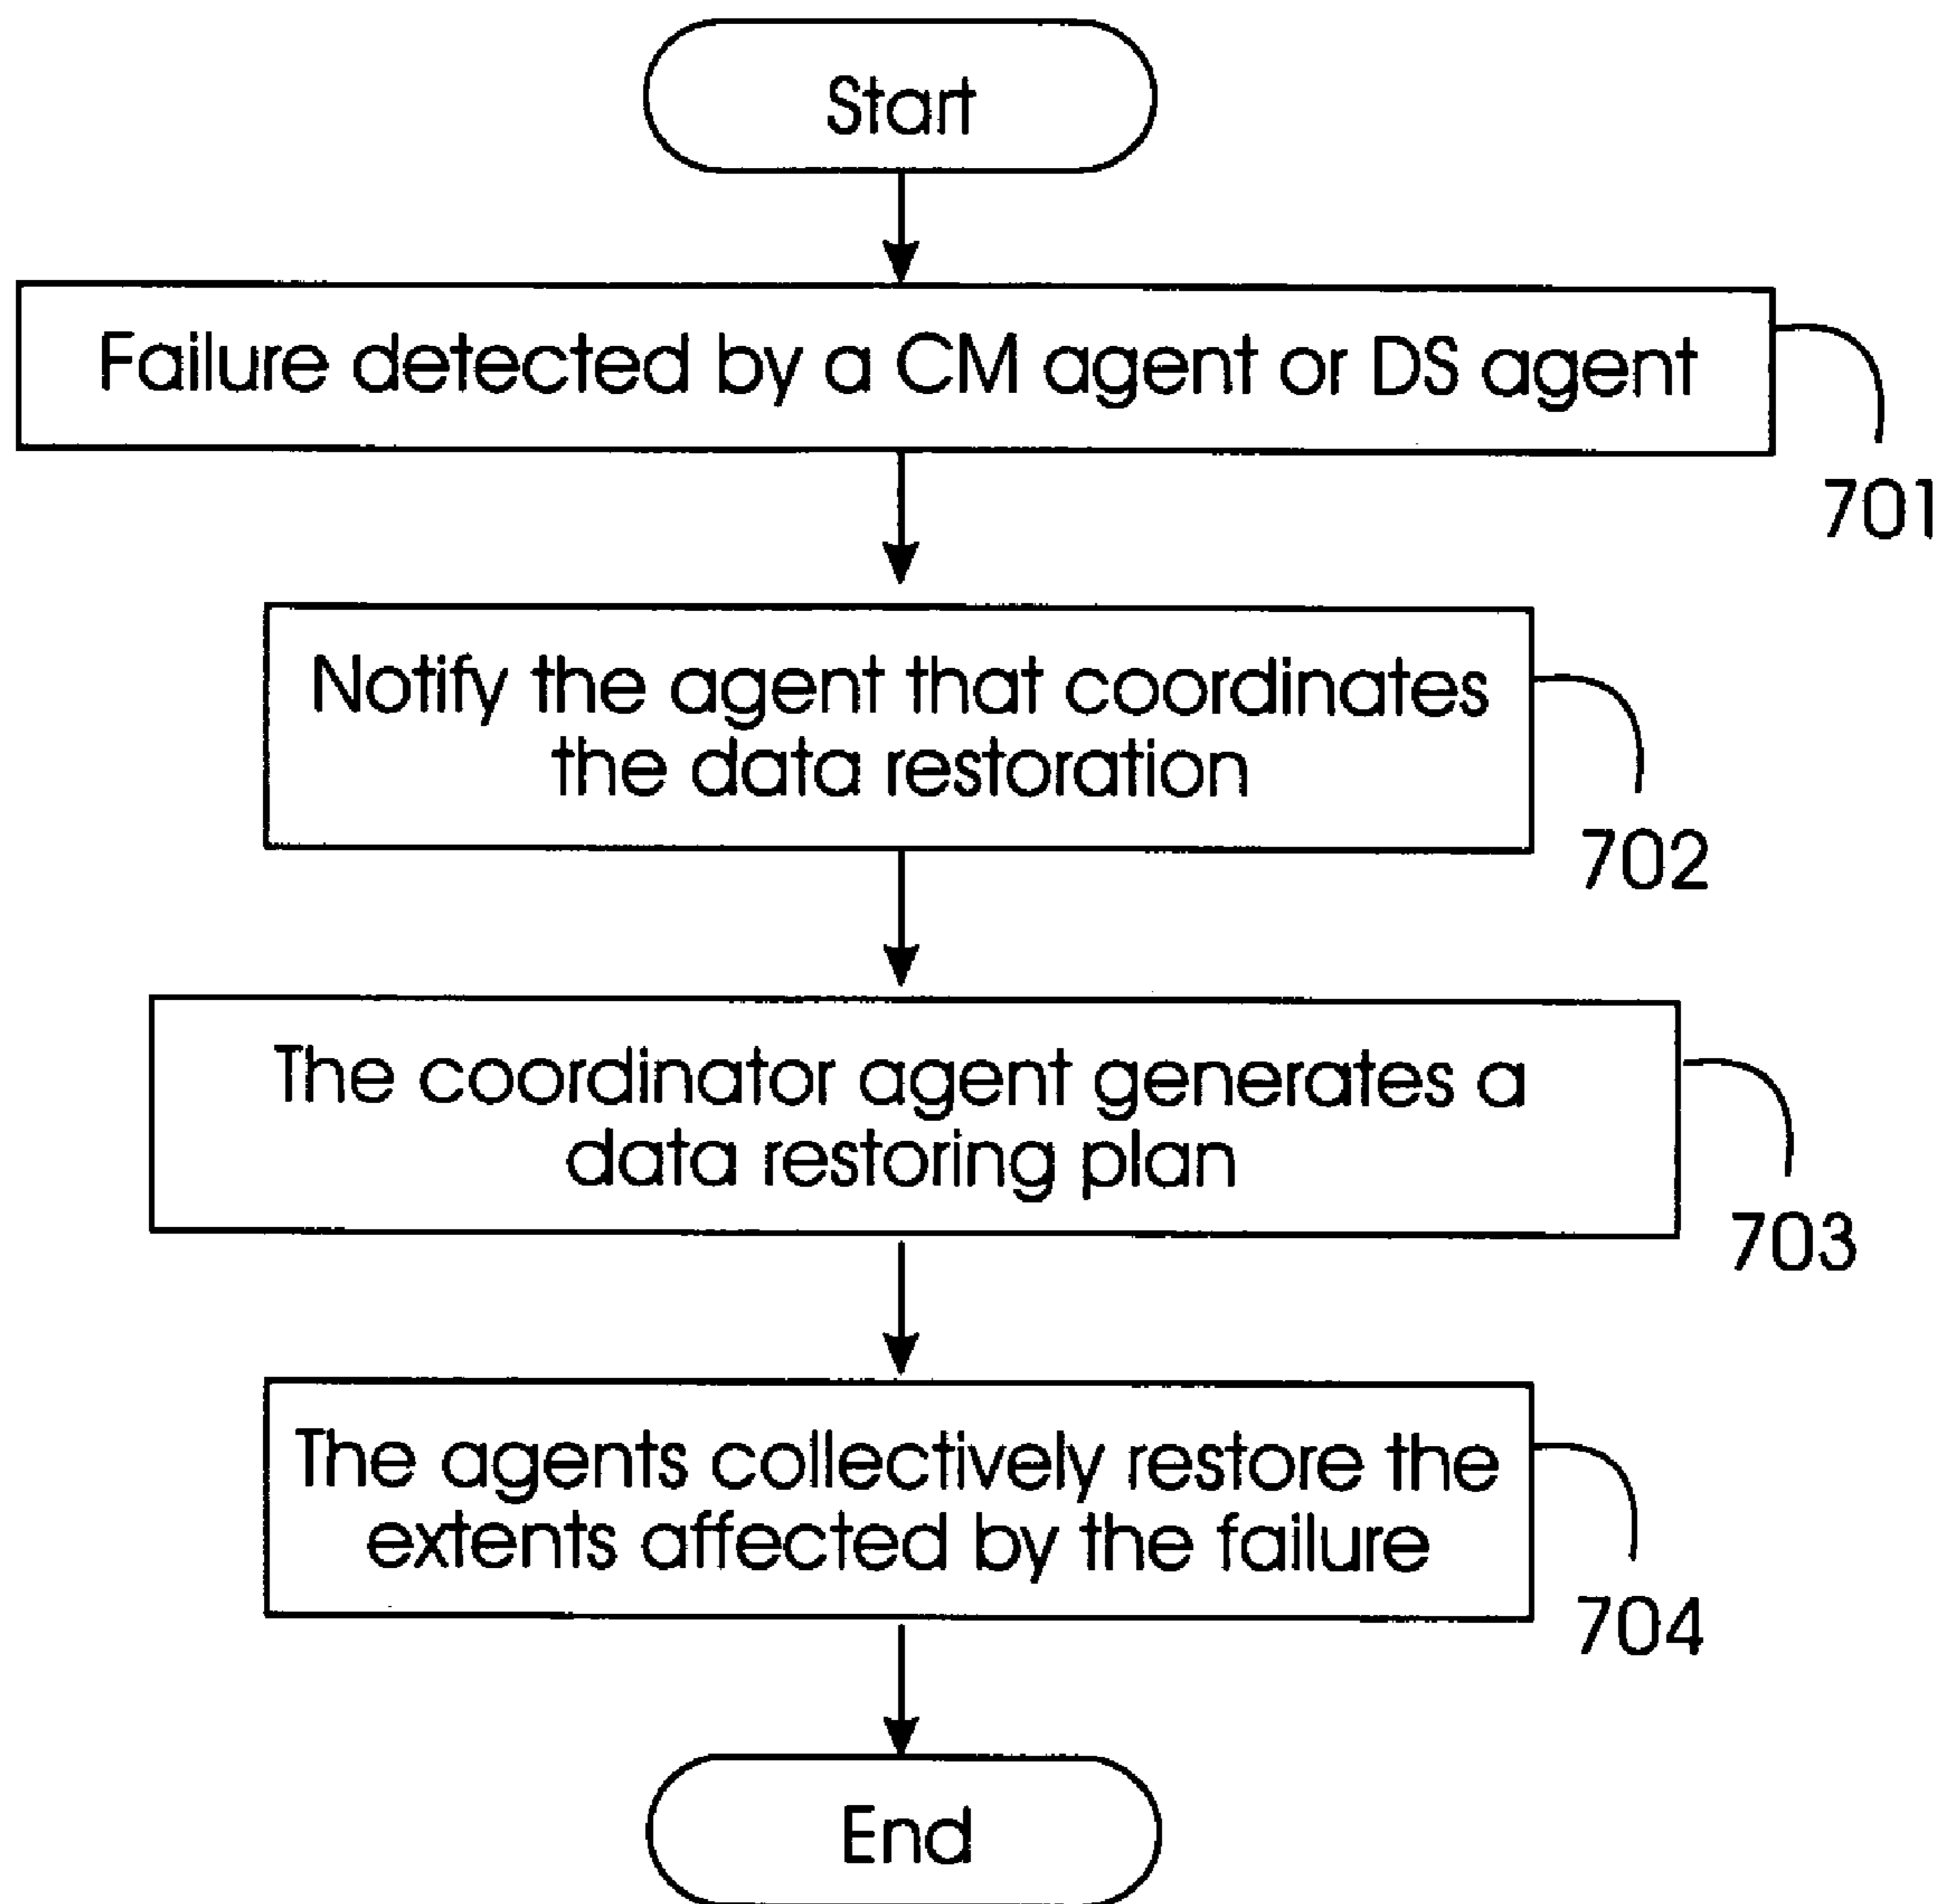 Start
Failure detected by a CM agent or DS agent
701
Notify the agent that coordinates
the data restoration
702
The coordinator agent generates a
data restoring plan
703
The agents collectively restore the
extents affected by the failure
704
End